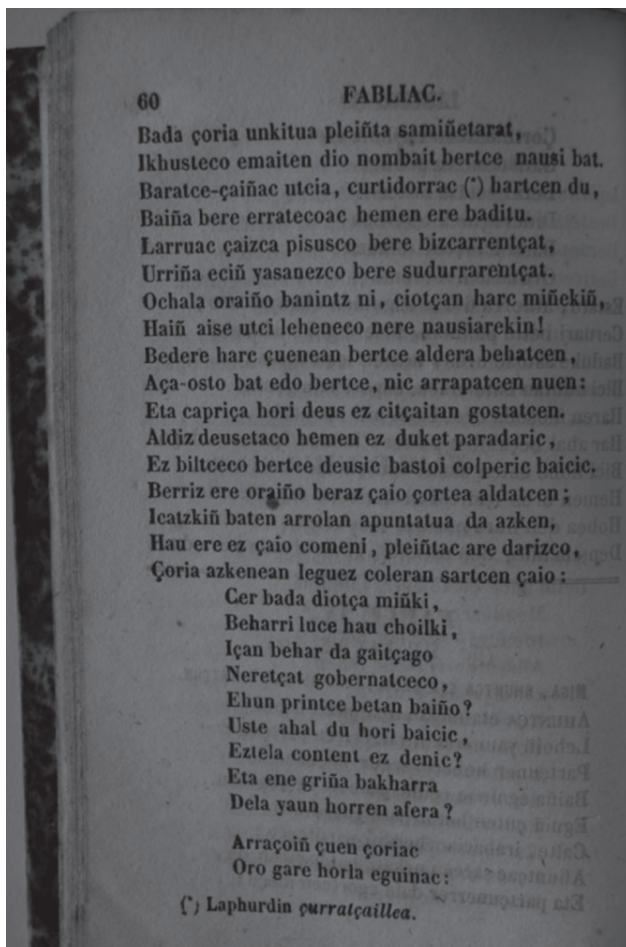 60 FABLIAC.
Bada çoria unkitua pleiñta samiñetarat,
Ikhusteco emaiten dio nombait bertce nausi bat.
Baratce-çaiñac utcia, curtidorrac (*) hartcen du,
Baiña bere erratecoac hemen ere baditu.
Larruac çaizca pisusco bere bizcarrentçat,
Urriña eciñ yasanezco bere sudurrarentçat.
Ochala oraiño banintz ni, ciotçan harc miñekiñ,
Haiñ aise utci leheneco nere nausiarekin!
Bedere harc çuenean bertce aldera behatcen,
Aça-osto bat edo bertce, nic arrapatcen nuen:
Eta capriça hori deus ez citçaitan gostatcen.
Aldiz deusetaco hemen ez duket paradaric,
Ez biltceco bertce deusic bastoi colperic baicic.
Berriz ere oraiño beraz çaio çortea aldatcen;
Icatzkiñ baten arrolan apuntatua da azken,
Hau ere ez çaio comeni, pleiñtac are darizco,
Çoria azkenean leguez coleran sartcen çaio:
Cer bada diotça miñki,
Beharri luce hau choilki,
Içan behar da gaitçago
Neretçat gobernatceco,
Ehun printce betan baiño?
Uste ahal du hori baicic,
Eztela content ez denic?
Eta ene griña bakharra
Dela yaun horren afera?
Arraçoiñ çuen çoriac
Oro gare horla eguinac:
(*) Laphurdin çurratçaillea.